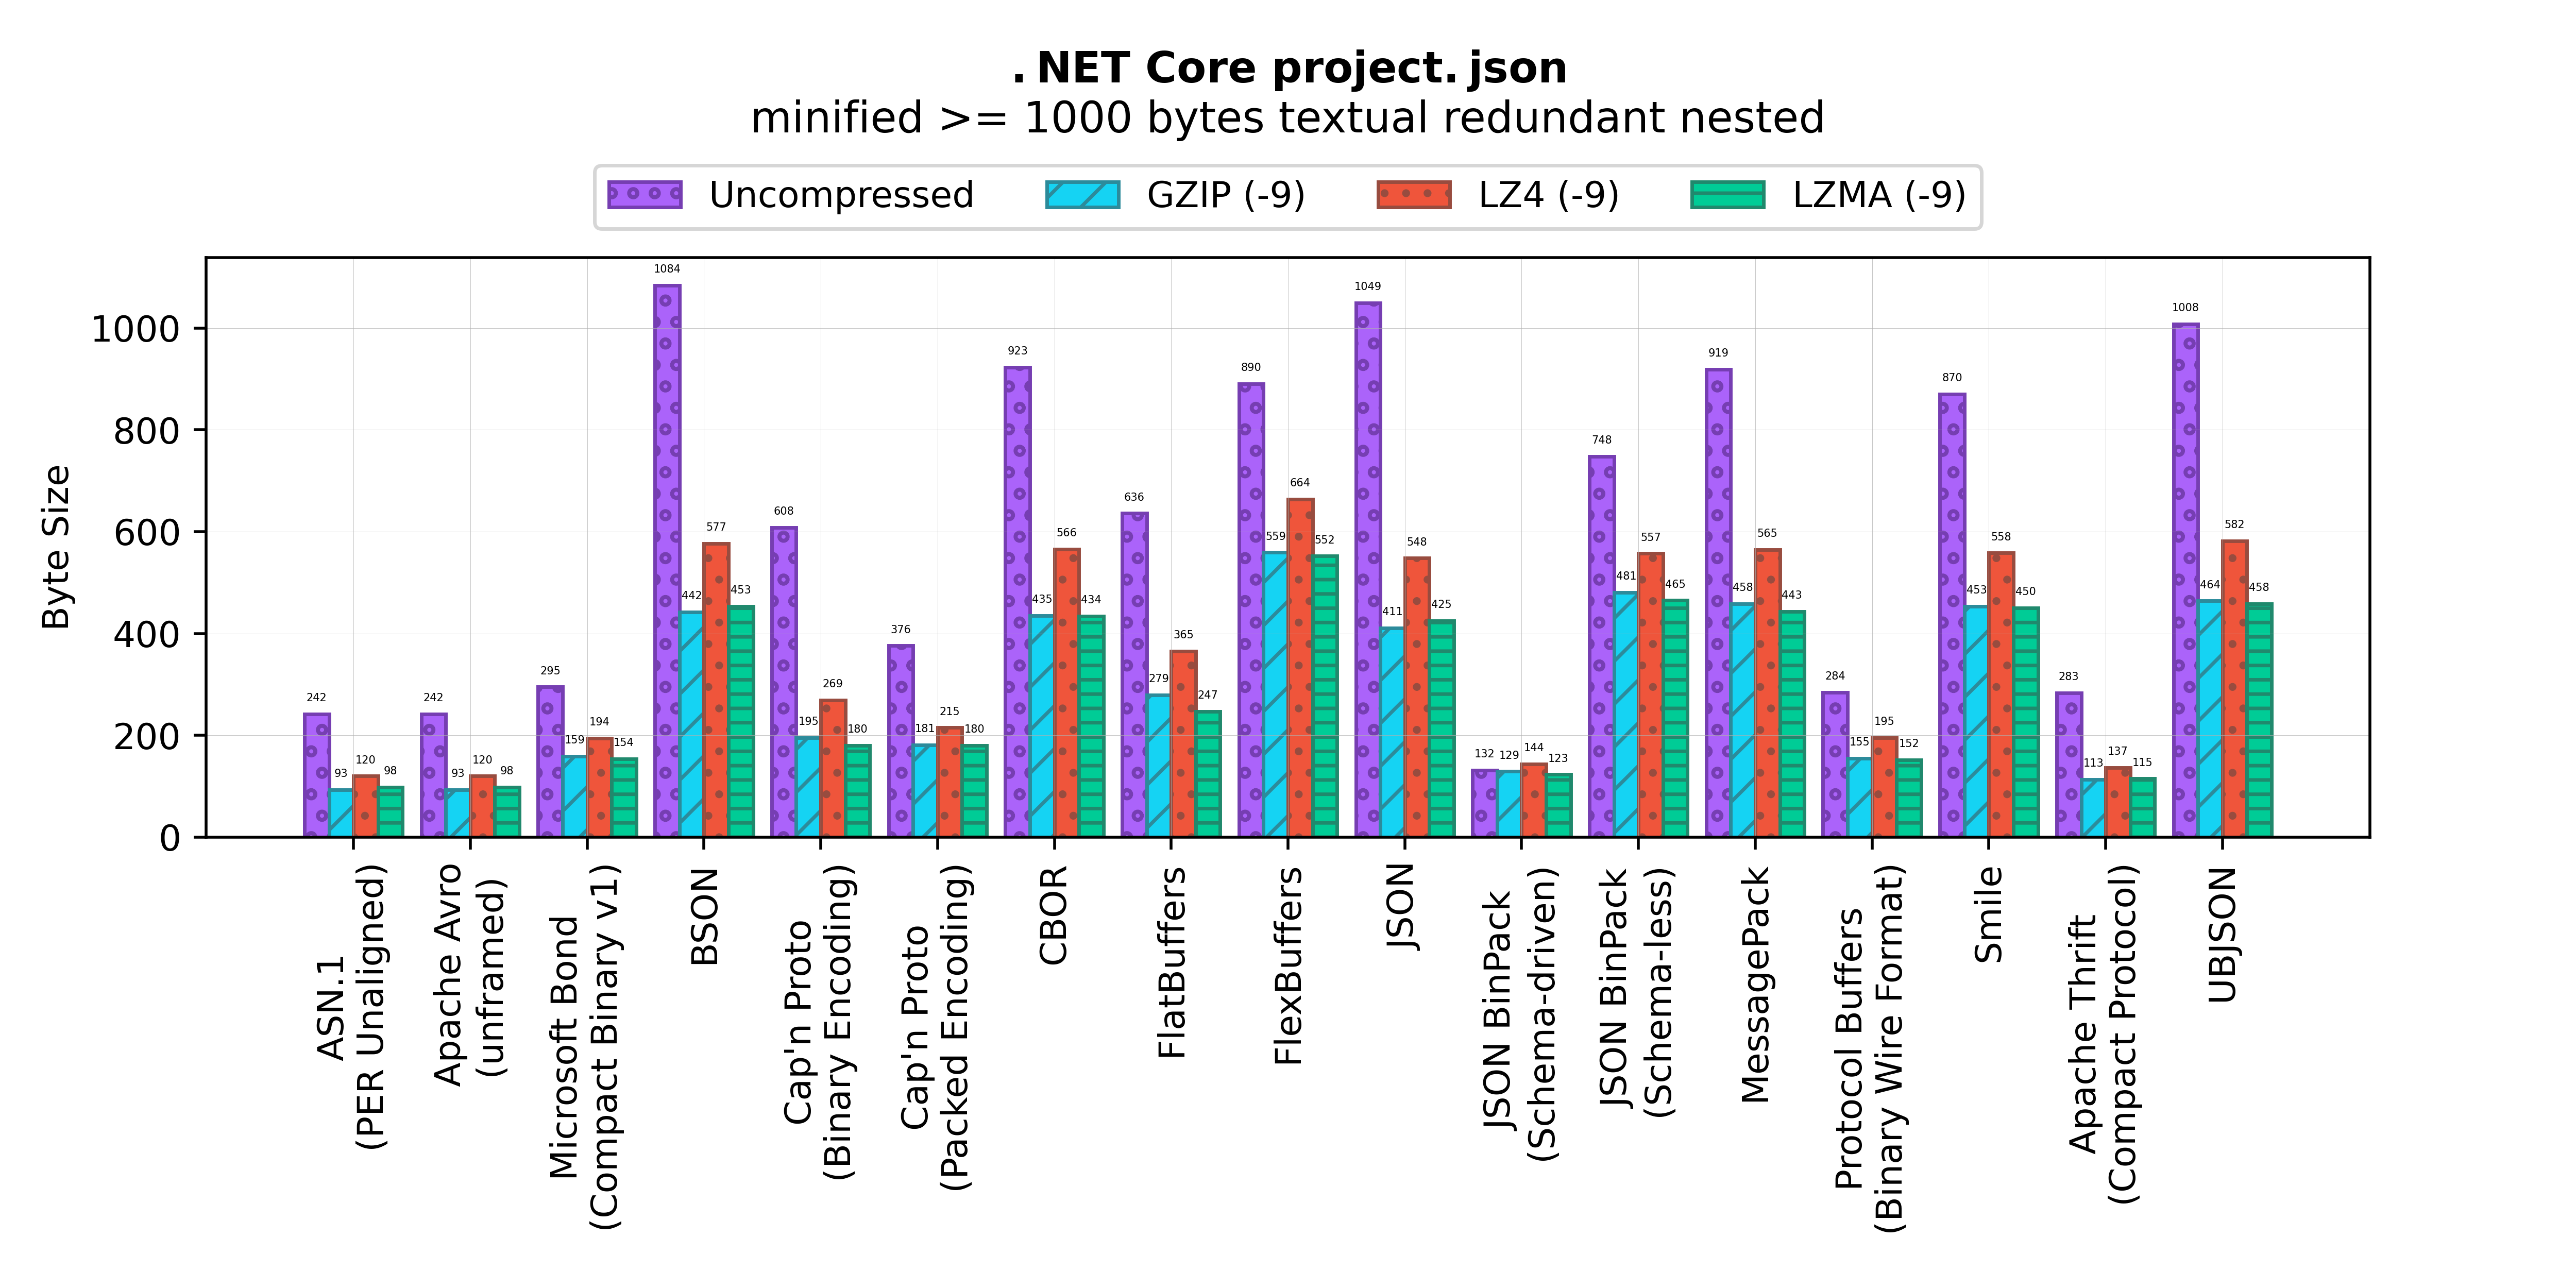 . NET Core project. json
minified >= 1000 bytes textual redundant nested
Uncompressed
GZIP (-9)
LZ4 (-9)
LZMA (-9)
Byte Size
1000
800
600
400
200
0
242
93
120
98
242
93
120
98
295
159
194
154
1084
442
577
453
608
195
269
180
376
181
215
180
923
435
566
434
636
279
365
247
890
559
664
552
1049
411
548
425
132
129
144
123
748
481
557
465
919
458
565
443
284
155
195
152
870
453
558
450
283
113
137
115
1008
464
582
458
ASN.1
(PER Unaligned)
Apache Avro
(unframed)
Microsoft Bond
(Compact Binary v1)
BSON
Cap'n Proto
(Binary Encoding)
Cap'n Proto
(Packed Encoding)
CBOR
FlatBuffers
FlexBuffers
JSON
JSON BinPack
(Schema-driven)
JSON BinPack
(Schema-less)
MessagePack
Protocol Buffers
(Binary Wire Format)
Smile
Apache Thrift
(Compact Protocol)
UBJSON